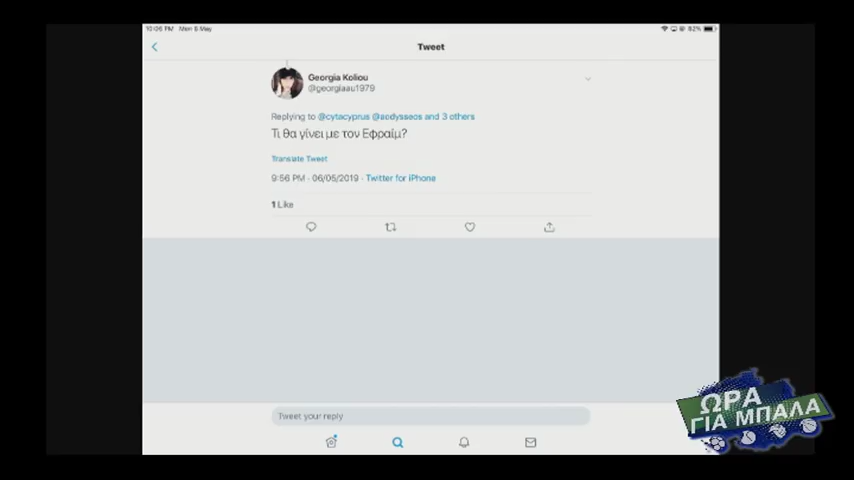 10:06 PM Mon 6 May
82%
Tweet
Georgia Koliou
@georgiaau1979
Replying to @cytacyprus @aodysseos and 3 others
Τι θα γίνει με τον Εφραίμ?
Translate Tweet
9:56 PM · 06/05/2019 · Twitter for iPhone
1 Like
Tweet your reply
ΩΡΑ
ΓΙΑ ΜΠΑΛΑ